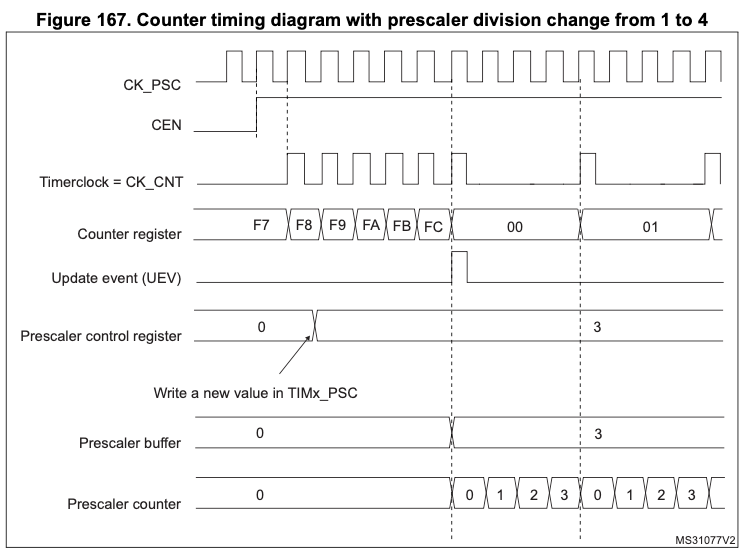 Figure 167. Counter timing diagram with prescaler division change from 1 to 4
CK_PSC
CEN
Timerclock = CK_CNT
Counter register F7 F8 F9 FA FB FC 00 01
Update event (UEV)
Prescaler control register 0 3
Write a new value in TIMx_PSC
Prescaler buffer 0 3
Prescaler counter 0 0 1 2 3 0 1 2 3
MS31077V2